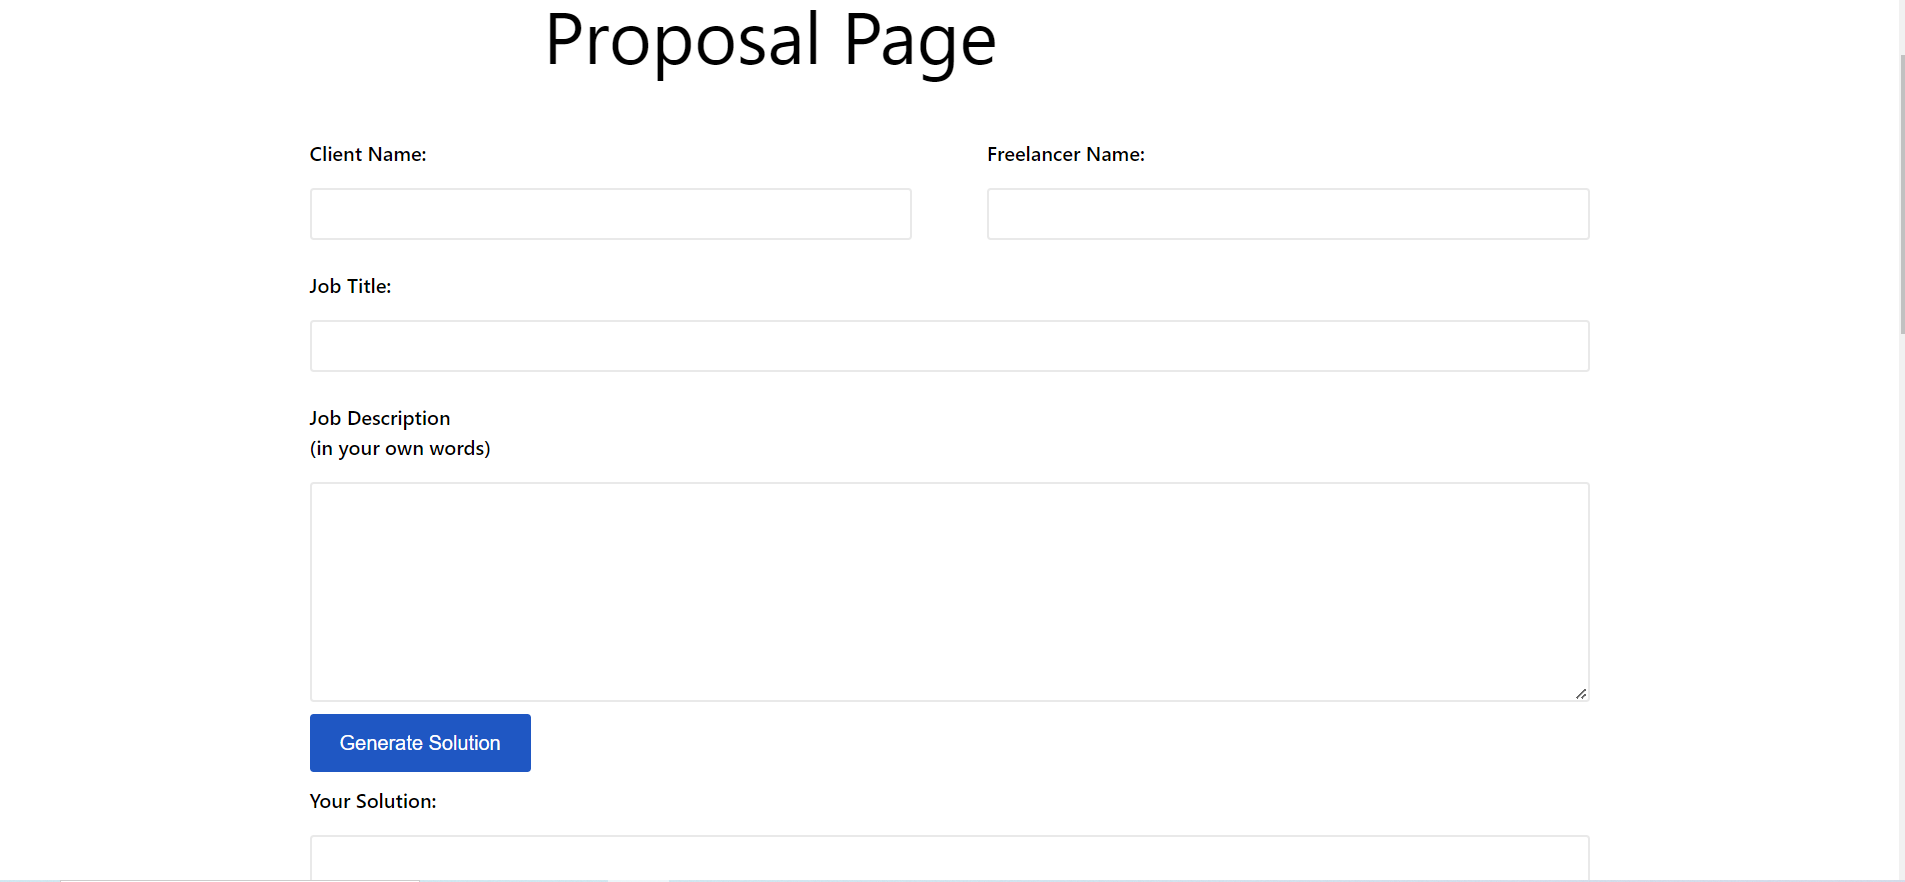 Proposal Page
Client Name:
Freelancer Name:
Job Title:
Job Description
(in your own words)
Generate Solution
Your Solution: